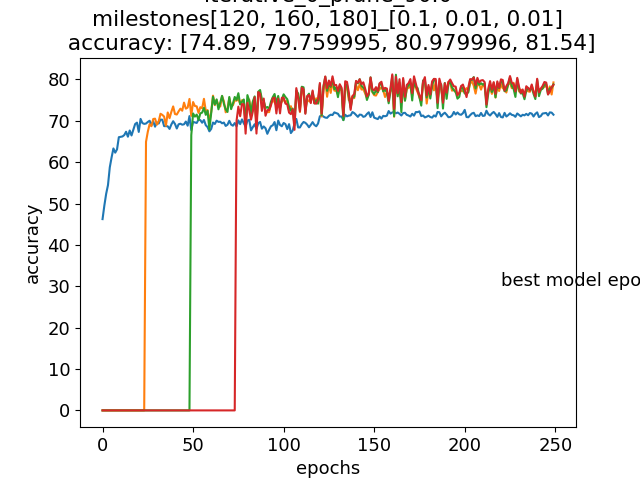 milestones[120, 160, 180]_[0.1, 0.01, 0.01]
accuracy: [74.89, 79.759995, 80.979996, 81.54]
80
70
60
50
40
30
20
10
0
accuracy
best model epo
0 50 100 150 200 250
epochs